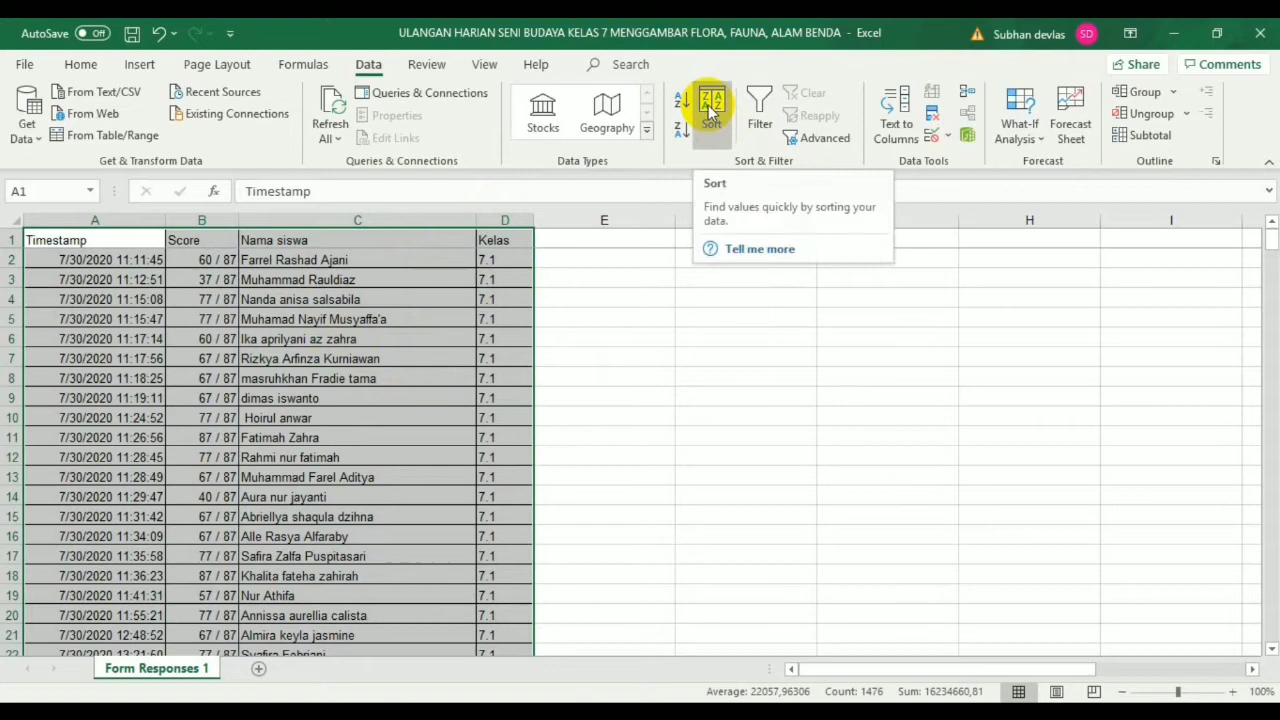 AutoSave Off ULANGAN HARIAN SENI BUDAYA KELAS 7 MENGGAMBAR FLORA, FAUNA, ALAM BENDA - Excel Subhan devlas SD
File Home Insert Page Layout Formulas Data Review View Help Search Share Comments
Get Data
From Text/CSV
From Web
From Table/Range
Recent Sources
Existing Connections
Get & Transform Data
Refresh All
Queries & Connections
Properties
Edit Links
Queries & Connections
Stocks Geography
Data Types
Sort
Filter
Clear
Reapply
Advanced
Sort & Filter
Text to Columns
Data Tools
What-If Analysis
Forecast Sheet
Forecast
Group
Ungroup
Subtotal
Outline
A1 fx Timestamp
Sort
Find values quickly by sorting your
data.
Tell me more
A B C D E H I
1 Timestamp Score Nama siswa Kelas
2 7/30/2020 11:11:45 60 / 87 Farrel Rashad Ajani 7.1
3 7/30/2020 11:12:51 37 / 87 Muhammad Rauldiaz 7.1
4 7/30/2020 11:15:08 77 / 87 Nanda anisa salsabila 7.1
5 7/30/2020 11:15:47 77 / 87 Muhamad Nayif Musyaffa'a 7.1
6 7/30/2020 11:17:14 60 / 87 Ika aprilyani az zahra 7.1
7 7/30/2020 11:17:56 67 / 87 Rizkya Arfinza Kurniawan 7.1
8 7/30/2020 11:18:25 67 / 87 masruhkhan Fradie tama 7.1
9 7/30/2020 11:19:11 67 / 87 dimas iswanto 7.1
10 7/30/2020 11:24:52 77 / 87 Hoirul anwar 7.1
11 7/30/2020 11:26:56 87 / 87 Fatimah Zahra 7.1
12 7/30/2020 11:28:45 77 / 87 Rahmi nur fatimah 7.1
13 7/30/2020 11:28:49 67 / 87 Muhammad Farel Aditya 7.1
14 7/30/2020 11:29:47 40 / 87 Aura nur jayanti 7.1
15 7/30/2020 11:31:42 67 / 87 Abriellya shaqula dzihna 7.1
16 7/30/2020 11:34:09 67 / 87 Alle Rasya Alfaraby 7.1
17 7/30/2020 11:35:58 77 / 87 Safira Zalfa Puspitasari 7.1
18 7/30/2020 11:36:23 87 / 87 Khalita fateha zahirah 7.1
19 7/30/2020 11:41:31 57 / 87 Nur Athifa 7.1
20 7/30/2020 11:55:21 77 / 87 Annissa aurellia calista 7.1
21 7/30/2020 12:48:52 67 / 87 Almira keyla jasmine 7.1
22 7/30/2020 13:21:60 77 / 87 Syafira Febriani 7.1
Form Responses 1
Average: 22057,96306 Count: 1476 Sum: 16234660,81 100%